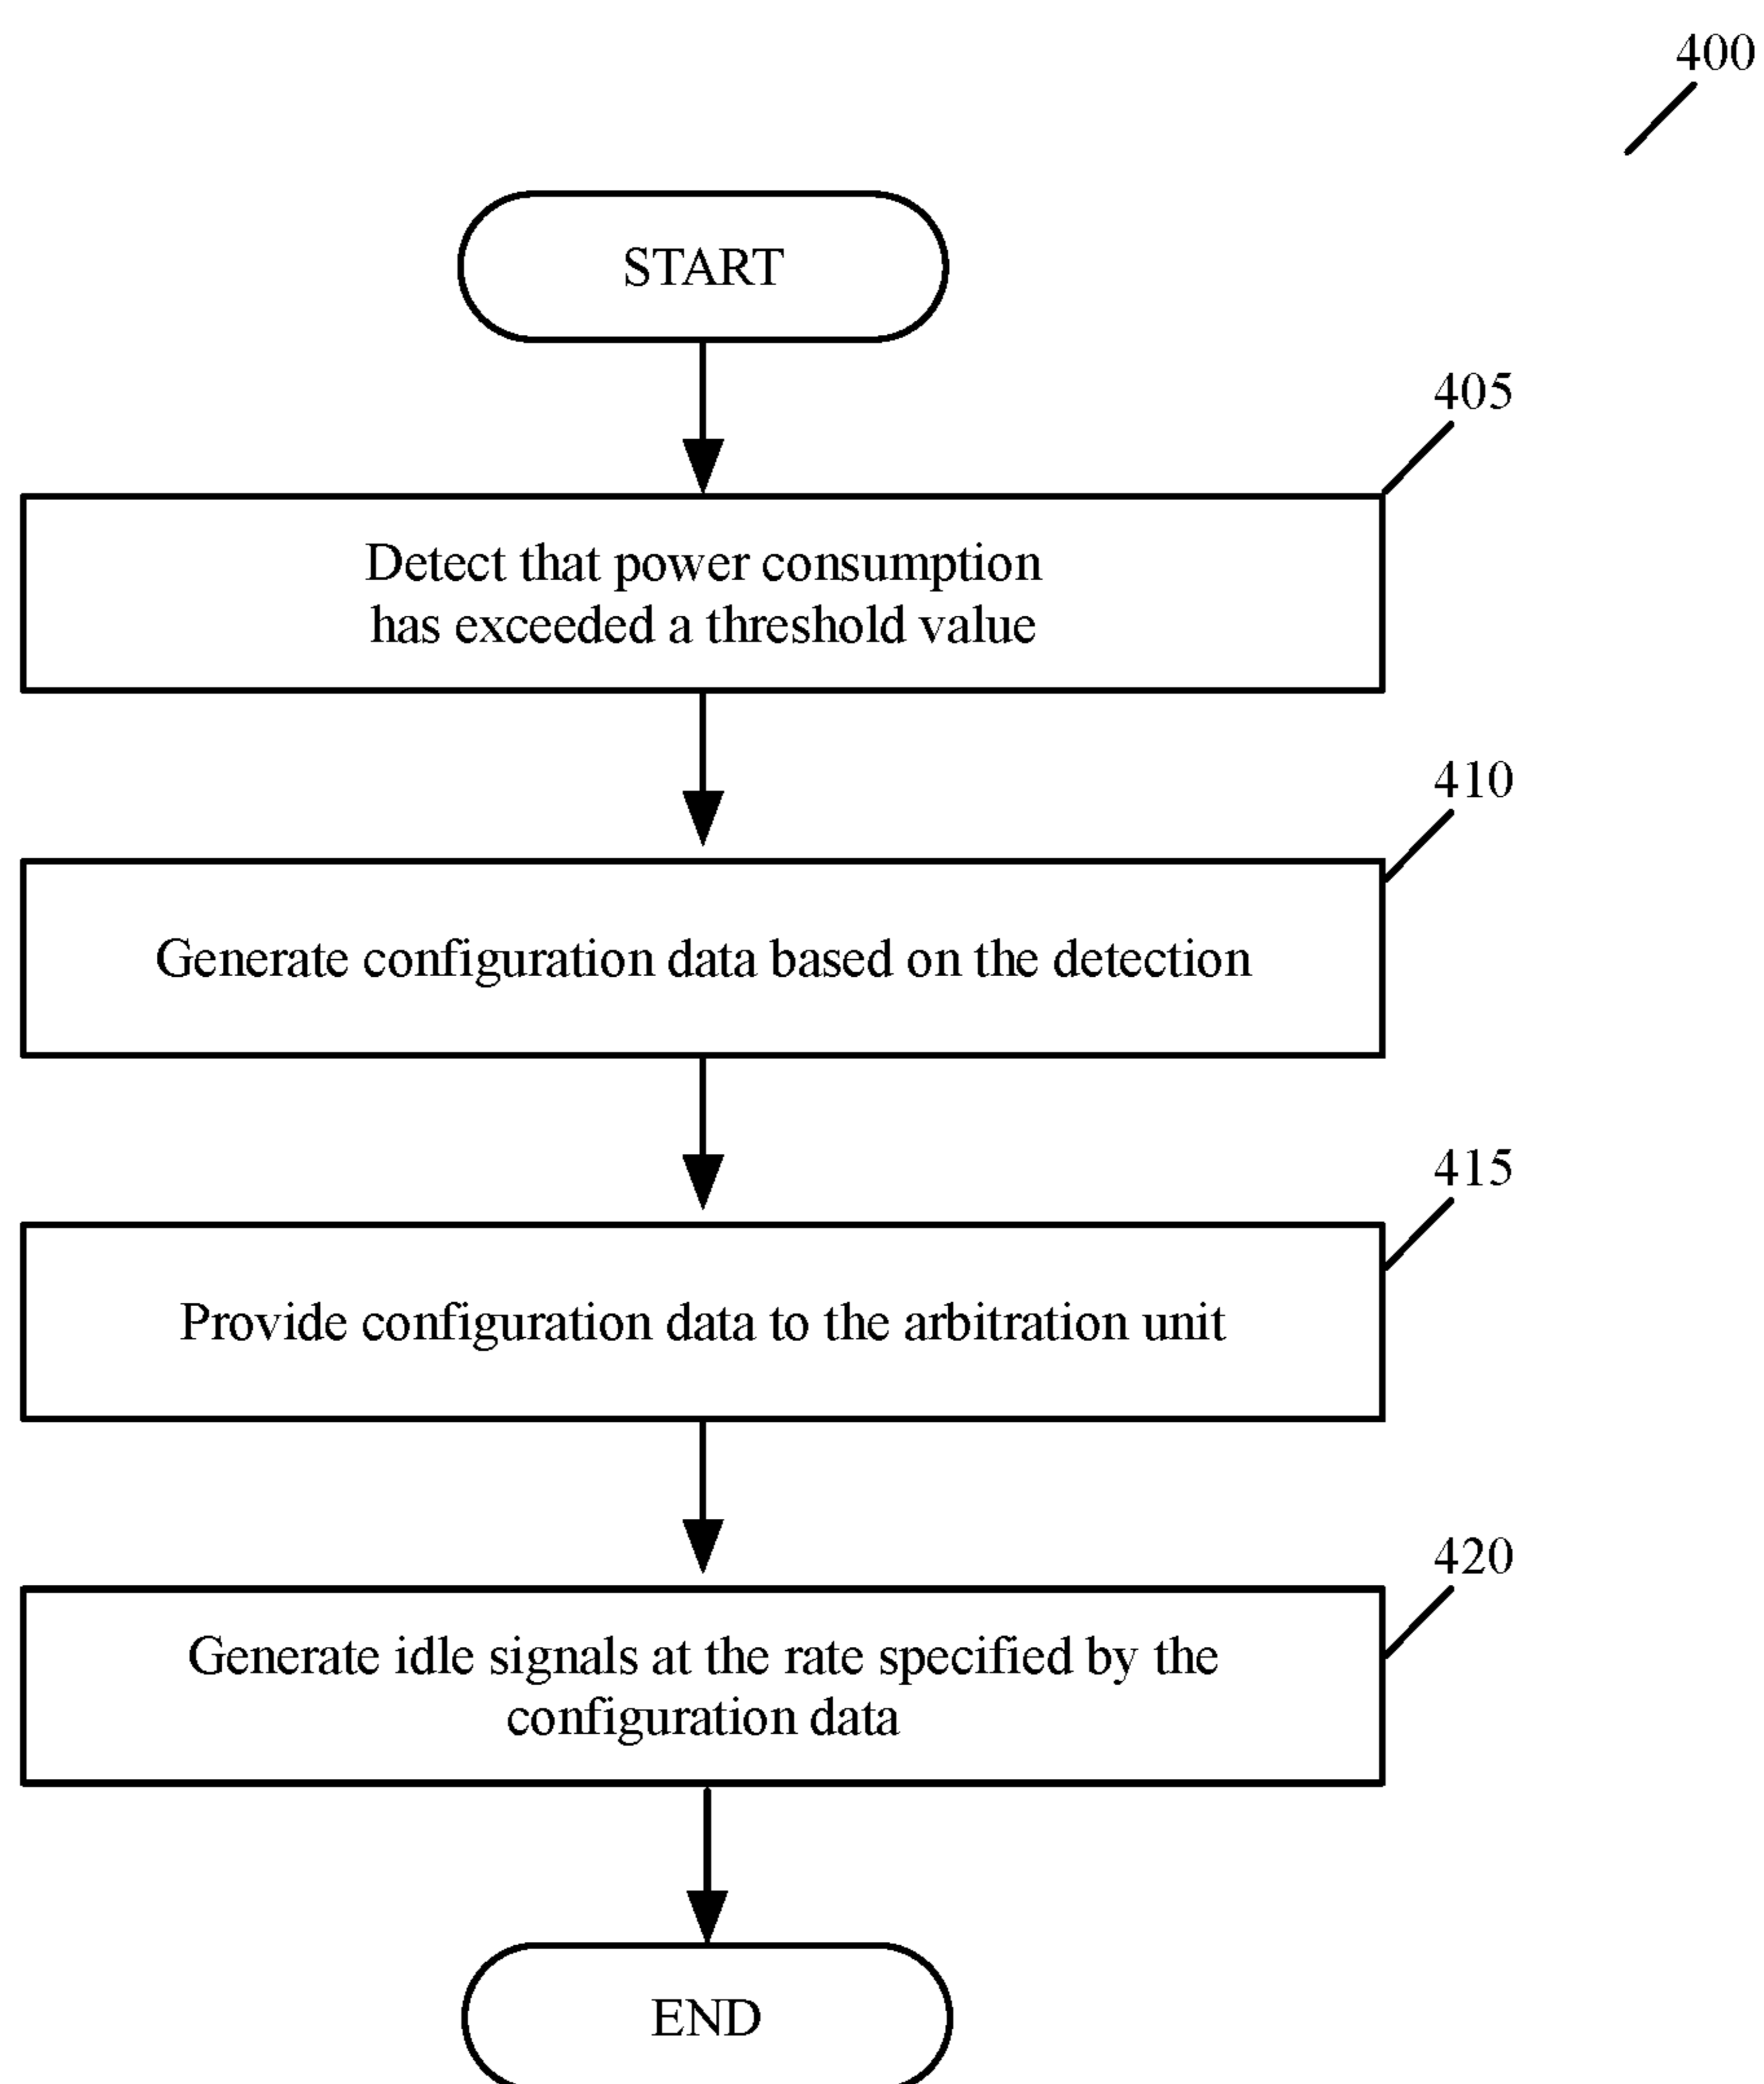 400
START
405
Detect that power consumption
has exceeded a threshold value
410
Generate configuration data based on the detection
415
Provide configuration data to the arbitration unit
420
Generate idle signals at the rate specified by the
configuration data
END